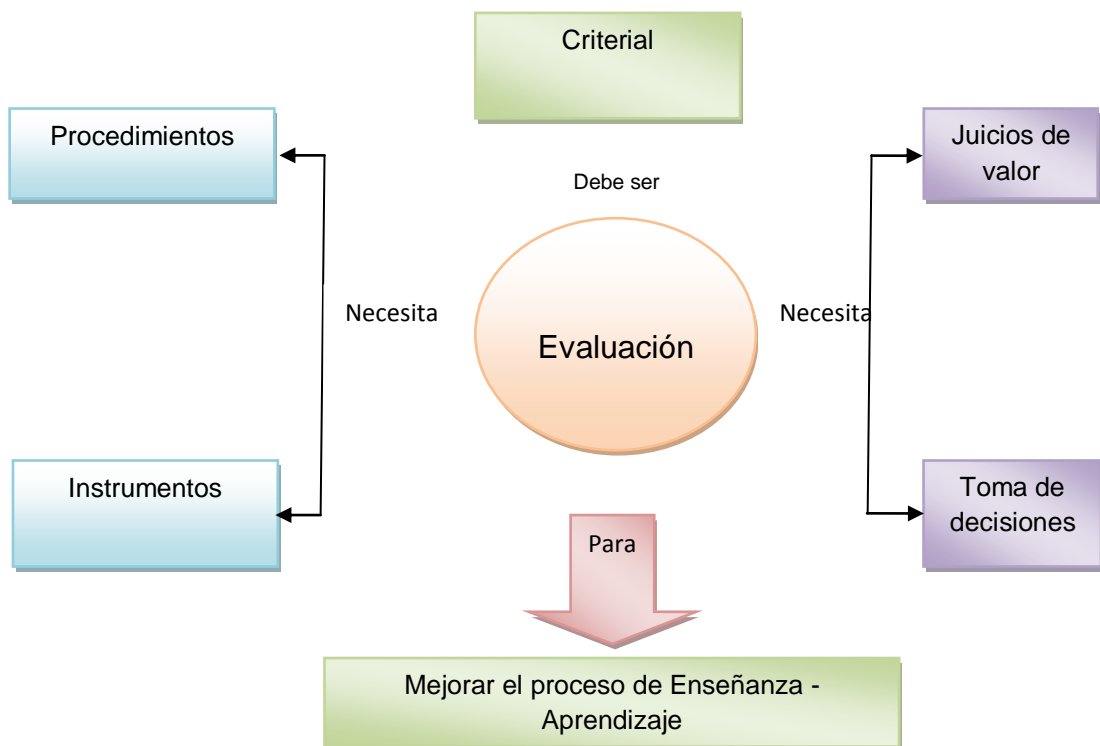 Criterial
Procedimientos
Juicios de
valor
Debe ser
Necesita
Necesita
Evaluación
Instrumentos
Toma de
decisiones
Para
Mejorar el proceso de Enseñanza -
Aprendizaje